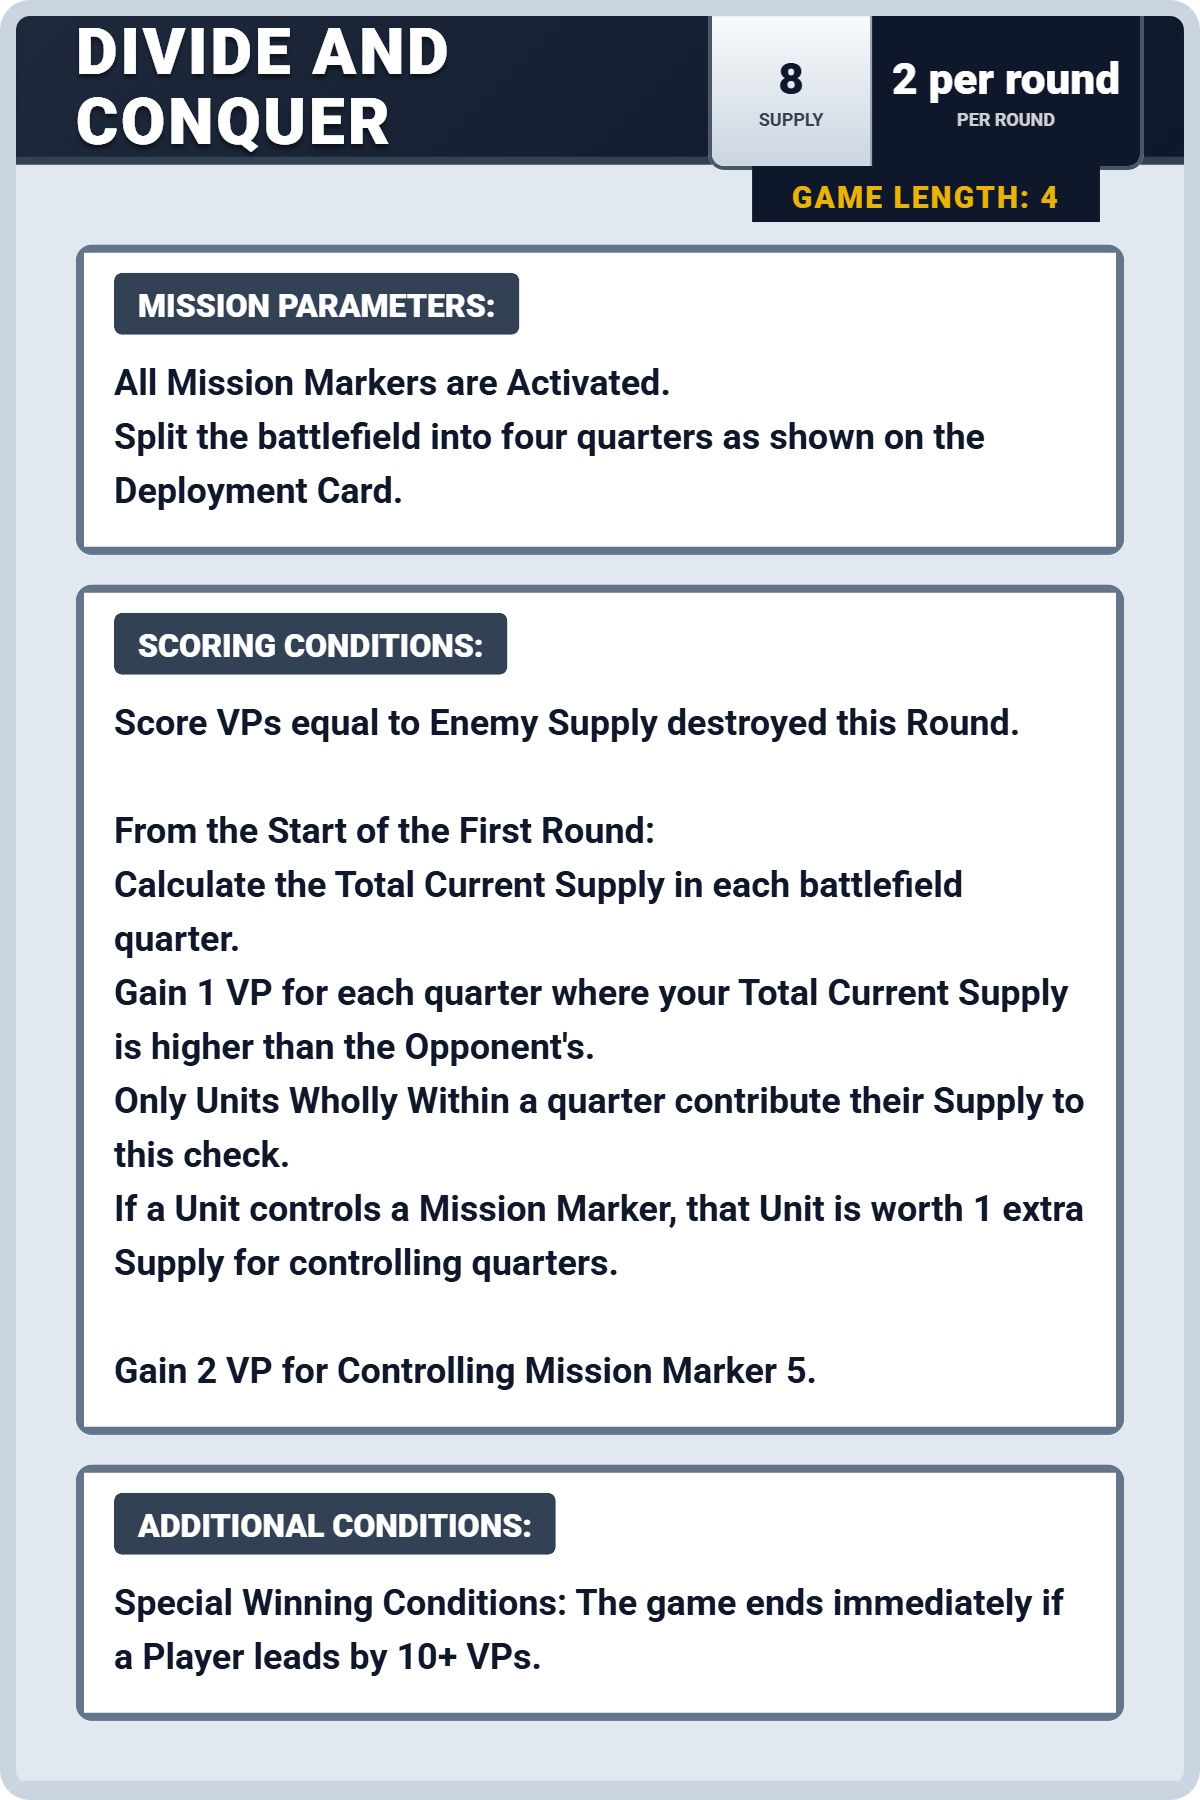 DIVIDE AND
CONQUER
8
SUPPLY
2 per round
PER ROUND
GAME LENGTH: 4
MISSION PARAMETERS:
All Mission Markers are Activated.
Split the battlefield into four quarters as shown on the
Deployment Card.
SCORING CONDITIONS:
Score VPs equal to Enemy Supply destroyed this Round.
From the Start of the First Round:
Calculate the Total Current Supply in each battlefield
quarter.
Gain 1 VP for each quarter where your Total Current Supply
is higher than the Opponent's.
Only Units Wholly Within a quarter contribute their Supply to
this check.
If a Unit controls a Mission Marker, that Unit is worth 1 extra
Supply for controlling quarters.
Gain 2 VP for Controlling Mission Marker 5.
ADDITIONAL CONDITIONS:
Special Winning Conditions: The game ends immediately if
a Player leads by 10+ VPs.